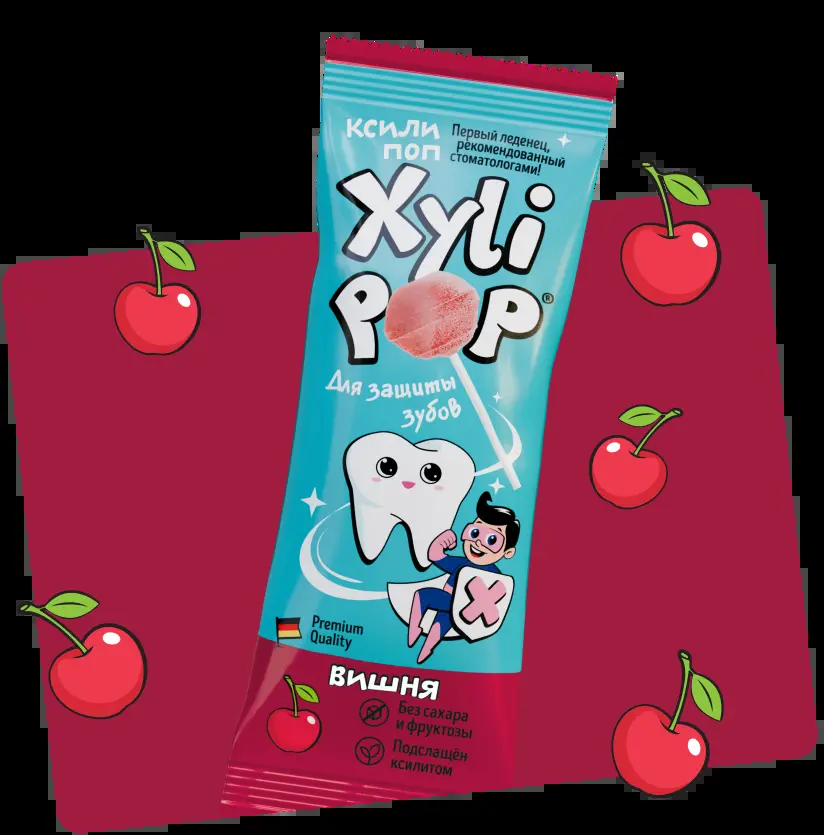 ксили
поп
Первый леденец,
рекомендованный
стоматологами!
Xyli
POP®
Для защиты
зубов
X
Premium
Quality
вишня
Без сахара
и фруктозы
Подслащён
ксилитом